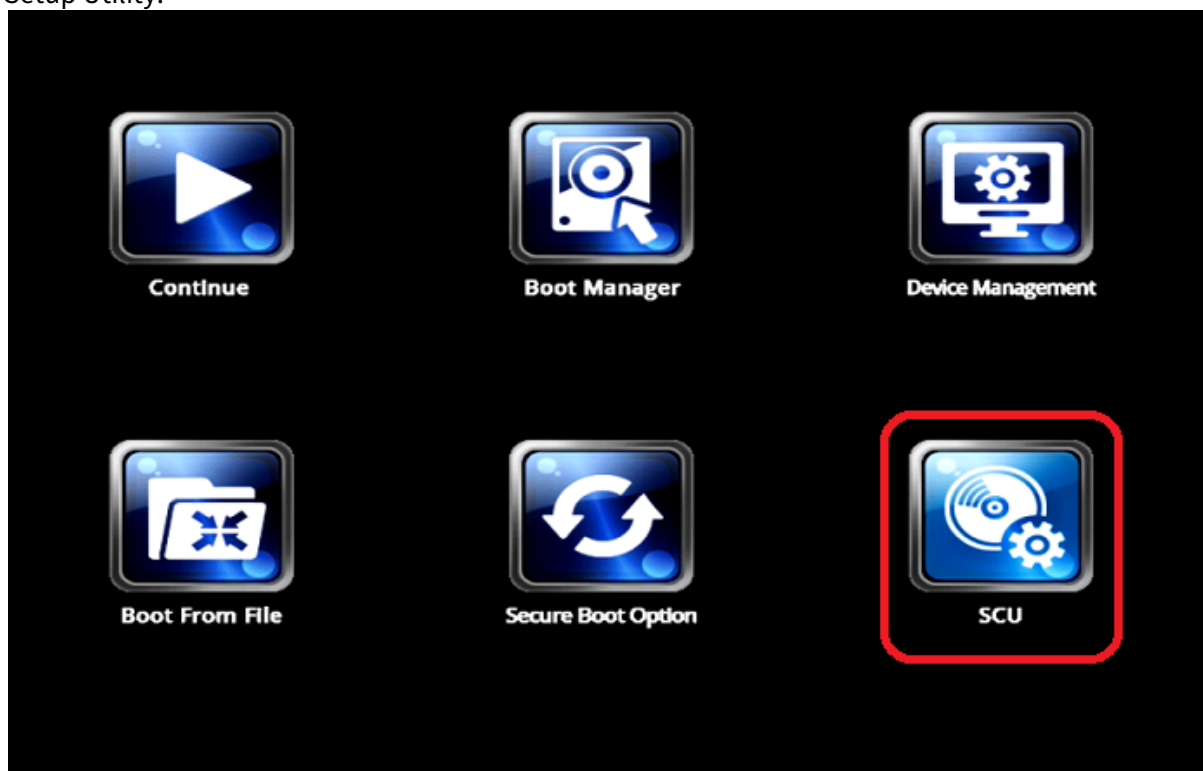 Setup Utility.
Continue
Boot Manager
Device Management
Boot From File
Secure Boot Option
SCU